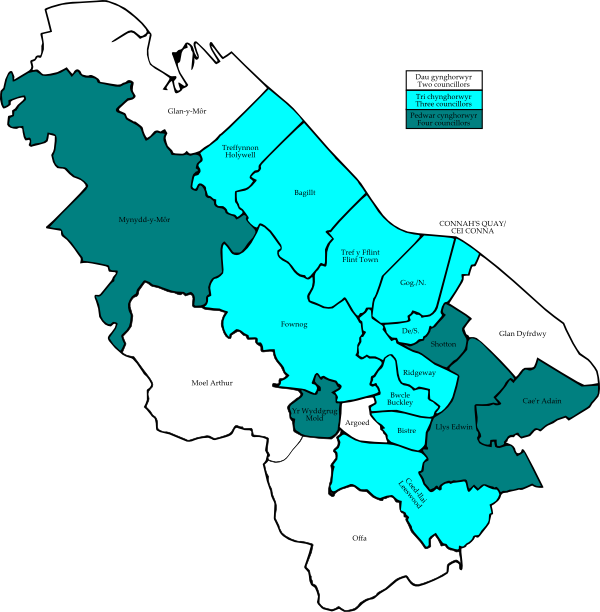 Dau gynghorwyr
Two councillors
Tri chynghorwyr
Three councillors
Pedwar cynghorwyr
Four councillors
Glan-y-Môr
Treffynnon
Holywell
Bagillt
Mynydd-y-Môr
CONNAH'S QUAY/
CEI CONNA
Tref y Fflint
Flint Town
Gog./N.
Fownog
De/S.
Glan Dyfrdwy
Shotton
Ridgeway
Moel Arthur
Bwcle
Buckley
Cae'r Adain
Yr Wyddgrug
Mold
Argoed
Bistre
Llys Edwin
Coed-llai
Leeswood
Offa